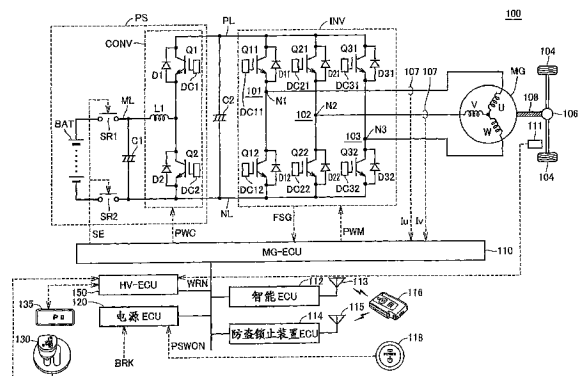 100
PS
CONV
PL
INV
Q1
D1
DC1
Q11
D11
DC11
Q21
D21
DC21
Q31
D31
DC31
107
107
104
MG
101
N1
ML
L1
C2
102
N2
V
U
W
108
106
BAT
SR1
C1
103
N3
111
Q2
D2
DC2
Q12
D12
DC12
Q22
D22
DC22
Q32
D32
DC32
104
SR2
NL
SE
PWC
FSG
PWM
Iu
Iv
MG-ECU
110
HV-ECU
WRN
150
112
113
智能ECU
116
135
P
120
电源ECU
114
115
防盗锁止装置ECU
118
130
BRK
PSWON